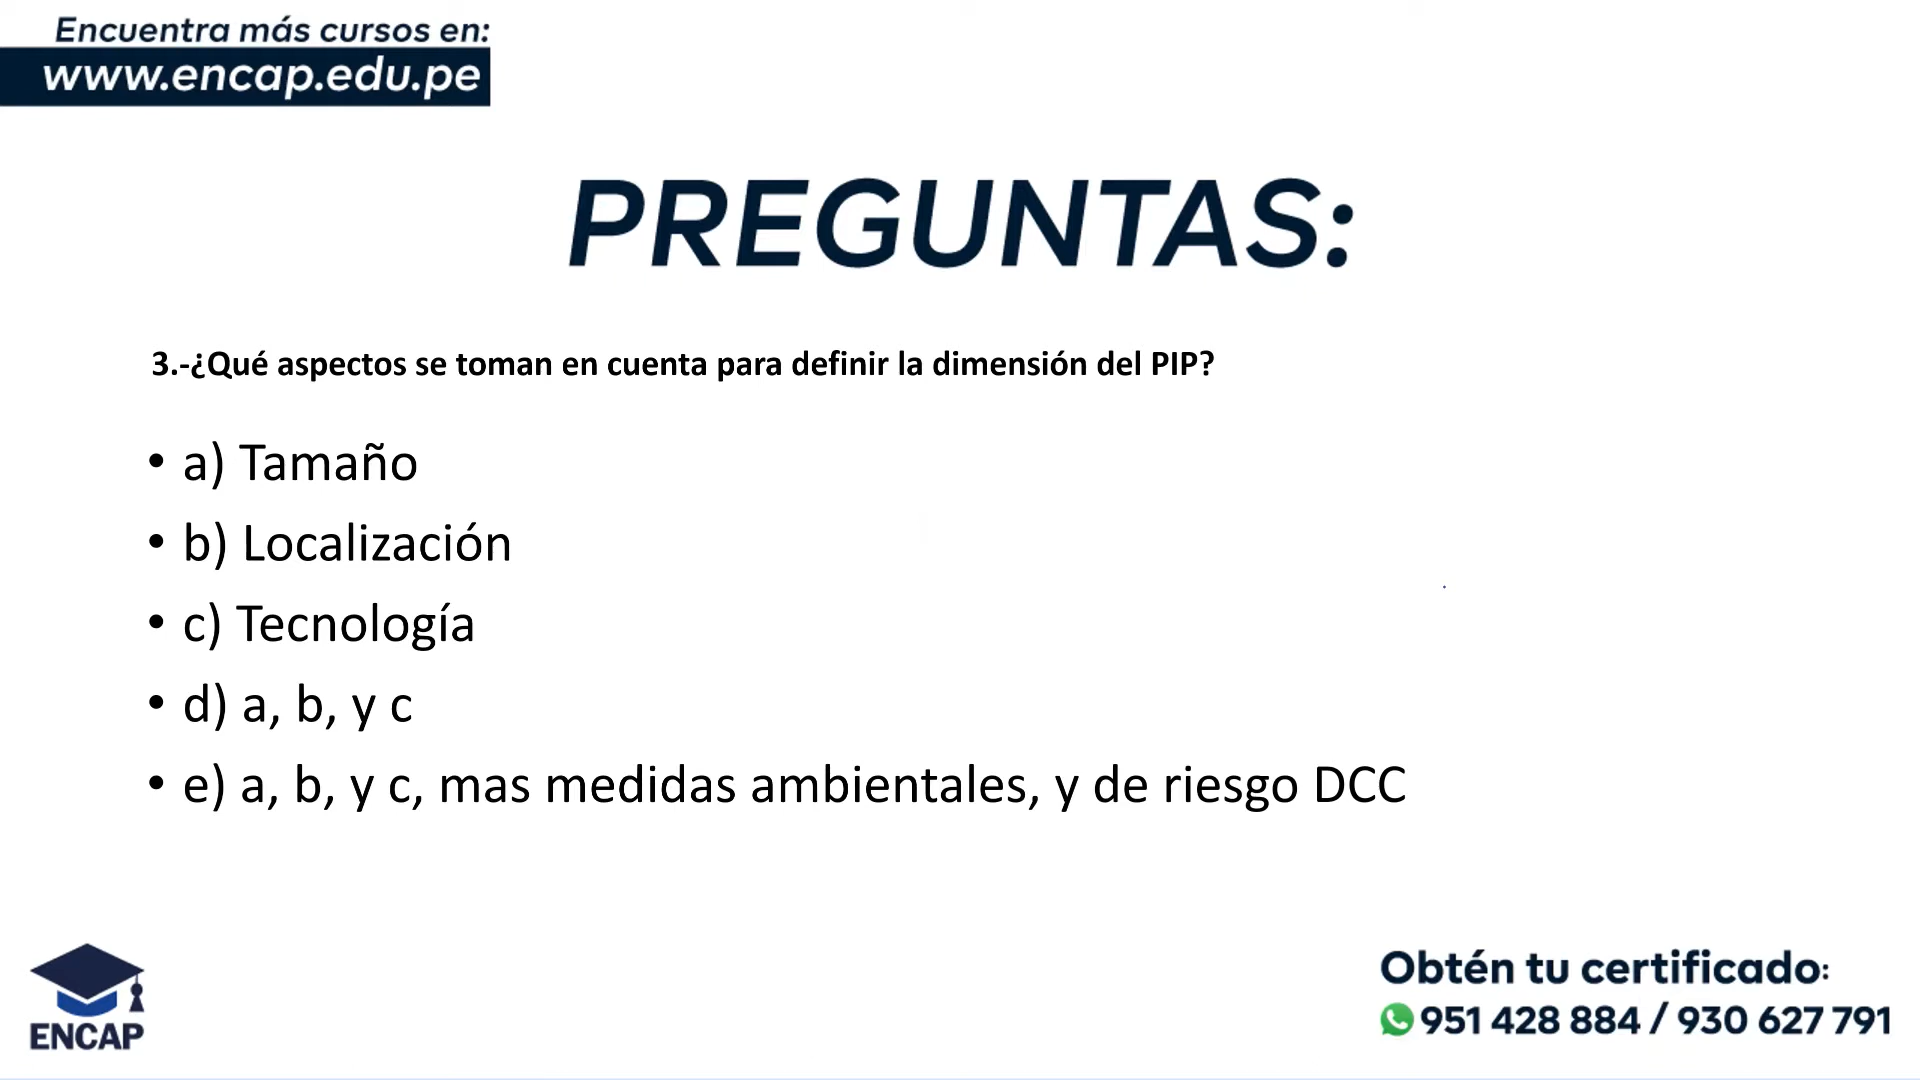 Encuentra más cursos en:
www.encap.edu.pe
PREGUNTAS:
3.-¿Qué aspectos se toman en cuenta para definir la dimensión del PIP?
• a) Tamaño
• b) Localización
• c) Tecnología
• d) a, b, y c
• e) a, b, y c, mas medidas ambientales, y de riesgo DCC
ENCAP
Obtén tu certificado:
951 428 884 / 930 627 791